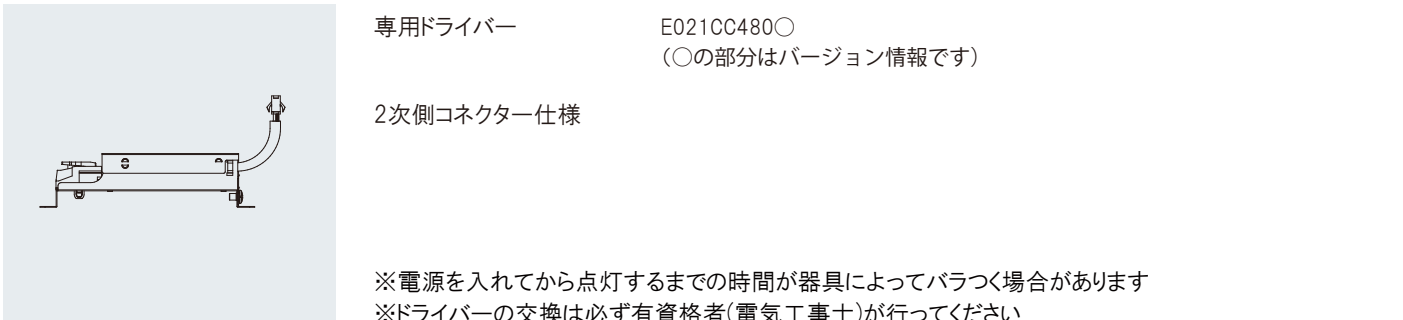 専用ドライバー E021CC480○
(○の部分はバージョン情報です)
2次側コネクター仕様
※電源を入れてから点灯するまでの時間が器具によってバラつく場合があります
※ドライバーの交換は必ず有資格者(電気工事士)が行ってください